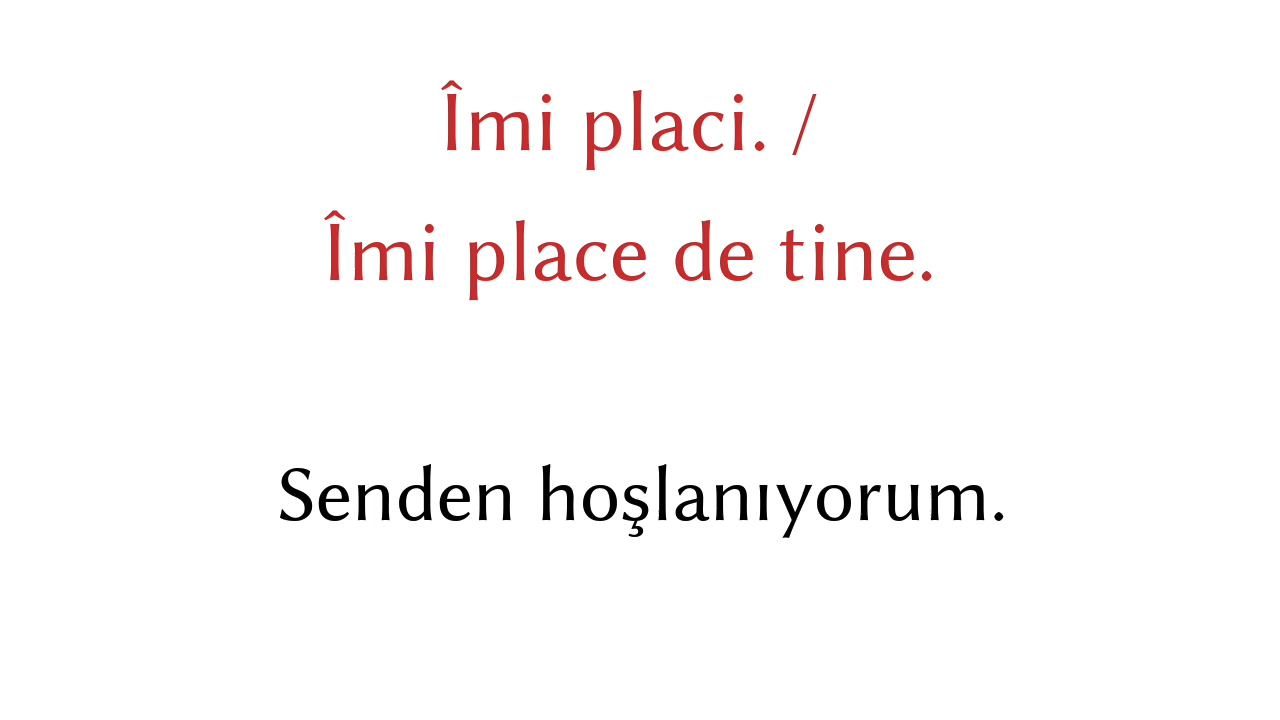 Îmi placi. /
Îmi place de tine.
Senden hoşlanıyorum.